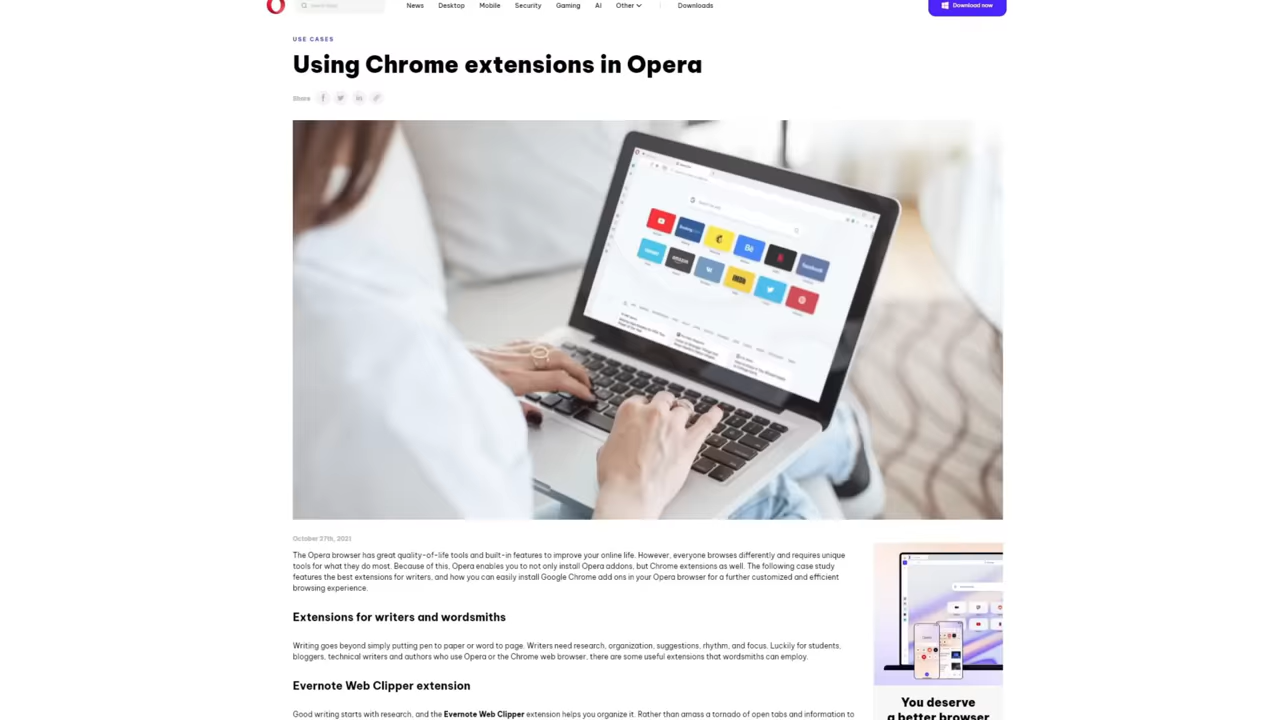 News Desktop Mobile Security Gaming AI Other Downloads
Download now
USE CASES
Using Chrome extensions in Opera
Share
October 27th, 2021
The Opera browser has great quality-of-life tools and built-in features to improve your online life. However, everyone browses differently and requires unique
tools for what they do most. Because of this, Opera enables you to not only install Opera addons, but Chrome extensions as well. The following case study
features the best extensions for writers, and how you can easily install Google Chrome add ons in your Opera browser for a further customized and efficient
browsing experience.
Extensions for writers and wordsmiths
Writing goes beyond simply putting pen to paper or word to page. Writers need research, organization, suggestions, rhythm, and focus. Luckily for students,
bloggers, technical writers and authors who use Opera or the Chrome web browser, there are some useful extensions that wordsmiths can employ.
Evernote Web Clipper extension
Good writing starts with research, and the Evernote Web Clipper extension helps you organize it. Rather than amass a tornado of open tabs and information to
You deserve
a better browser